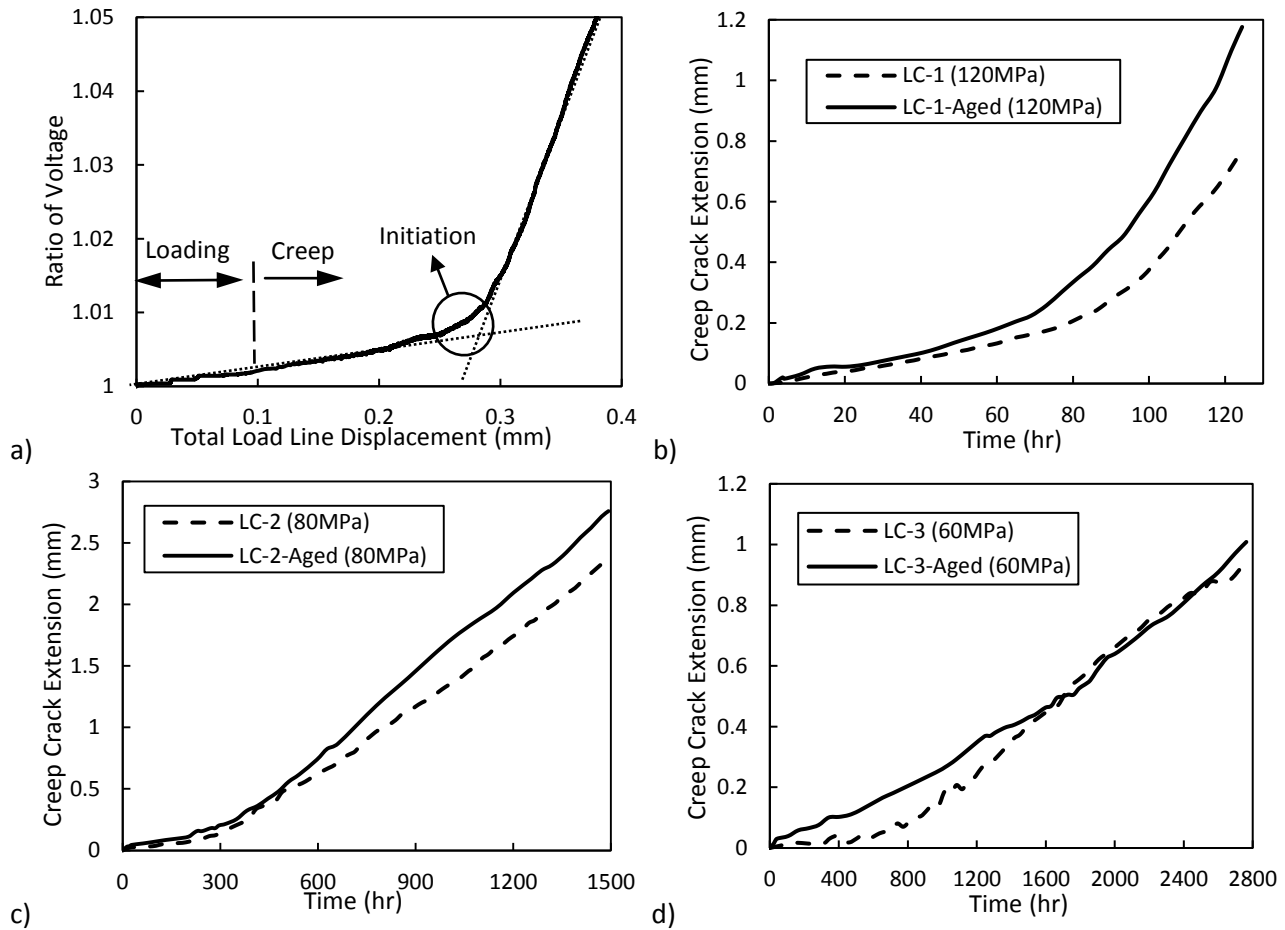 1.05
1.04
1.03
1.02
1.01
1
Ratio of Voltage
Loading
Creep
Initiation
0
0.1
0.2
0.3
0.4
Total Load Line Displacement (mm)
a)
1.2
1
0.8
0.6
0.4
0.2
0
Creep Crack Extension (mm)
LC-1 (120MPa)
LC-1-Aged (120MPa)
0
20
40
60
80
100
120
Time (hr)
b)
3
2.5
2
1.5
1
0.5
0
Creep Crack Extension (mm)
LC-2 (80MPa)
LC-2-Aged (80MPa)
0
300
600
900
1200
1500
Time (hr)
c)
1.2
1
0.8
0.6
0.4
0.2
0
Creep Crack Extension (mm)
LC-3 (60MPa)
LC-3-Aged (60MPa)
0
400
800
1200
1600
2000
2400
2800
Time (hr)
d)